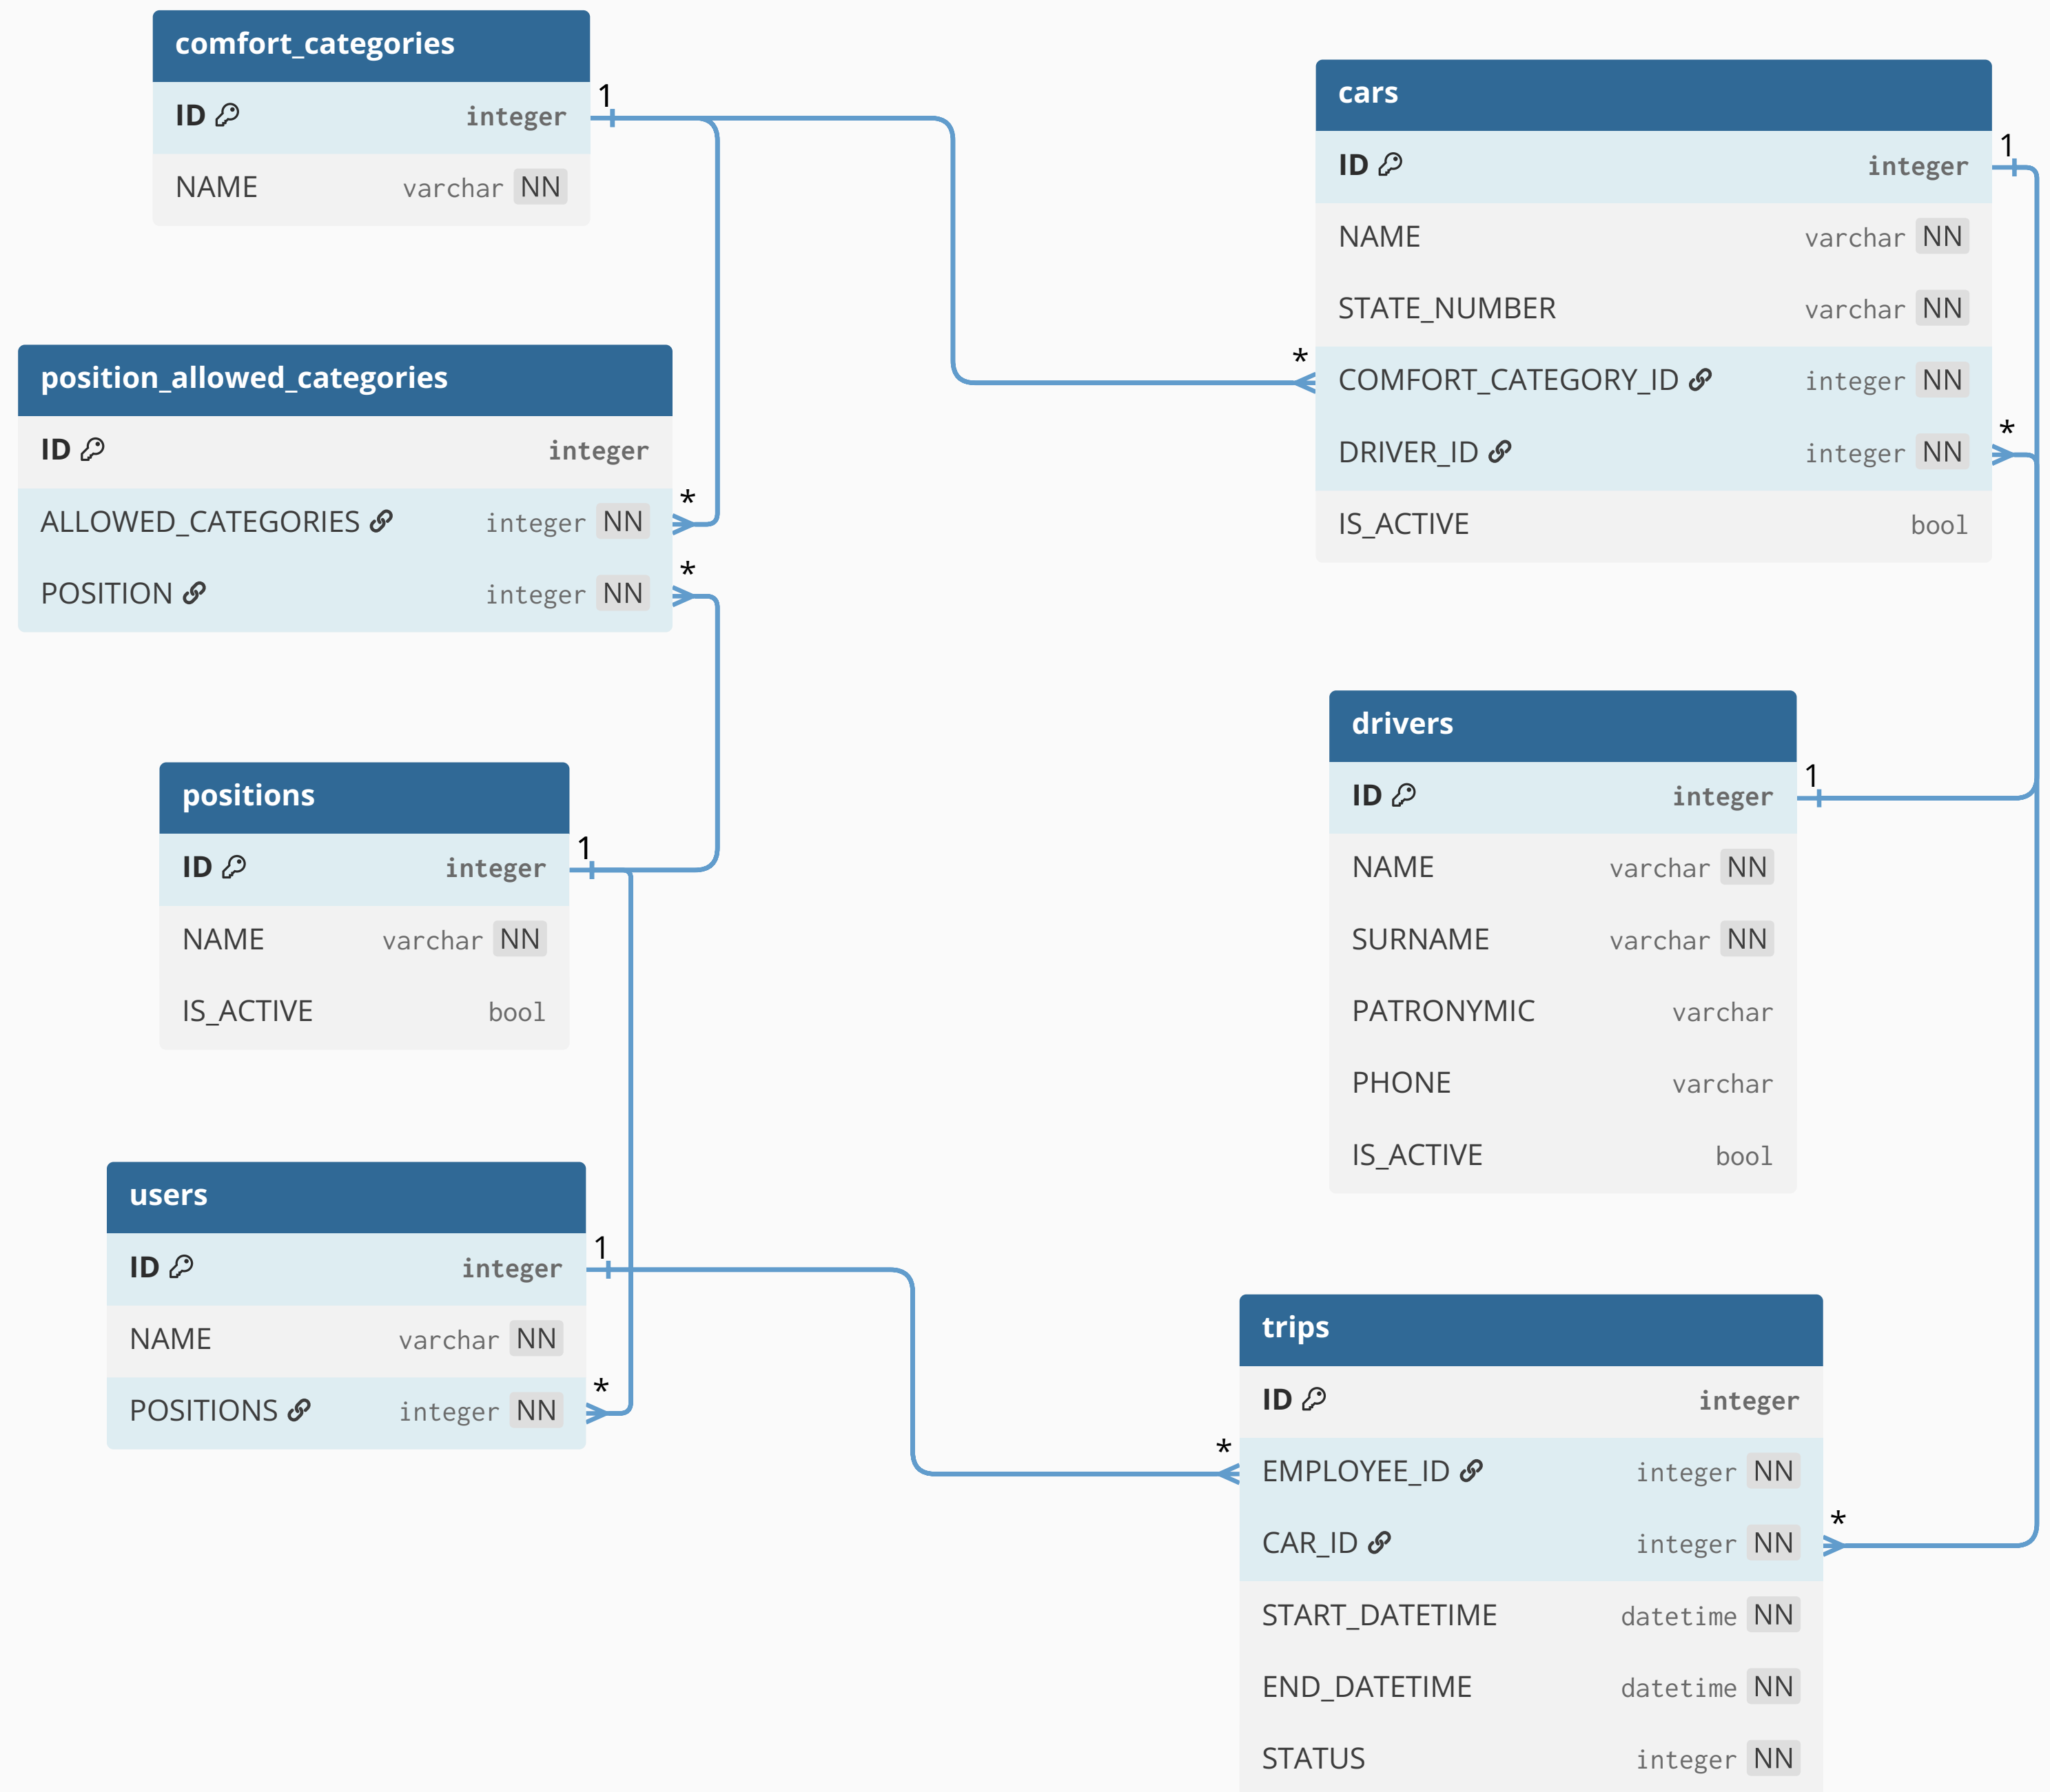 comfort_categories
1
ID integer
NAME varchar NN
position_allowed_categories
ID integer
*
ALLOWED_CATEGORIES integer NN
*
POSITION integer NN
positions
1
ID integer
NAME varchar NN
IS_ACTIVE bool
users
1
ID integer
NAME varchar NN
*
POSITIONS integer NN
cars
1
ID integer
NAME varchar NN
STATE_NUMBER varchar NN
*
COMFORT_CATEGORY_ID integer NN
*
DRIVER_ID integer NN
IS_ACTIVE bool
drivers
1
ID integer
NAME varchar NN
SURNAME varchar NN
PATRONYMIC varchar
PHONE varchar
IS_ACTIVE bool
trips
ID integer
*
EMPLOYEE_ID integer NN
*
CAR_ID integer NN
START_DATETIME datetime NN
END_DATETIME datetime NN
STATUS integer NN